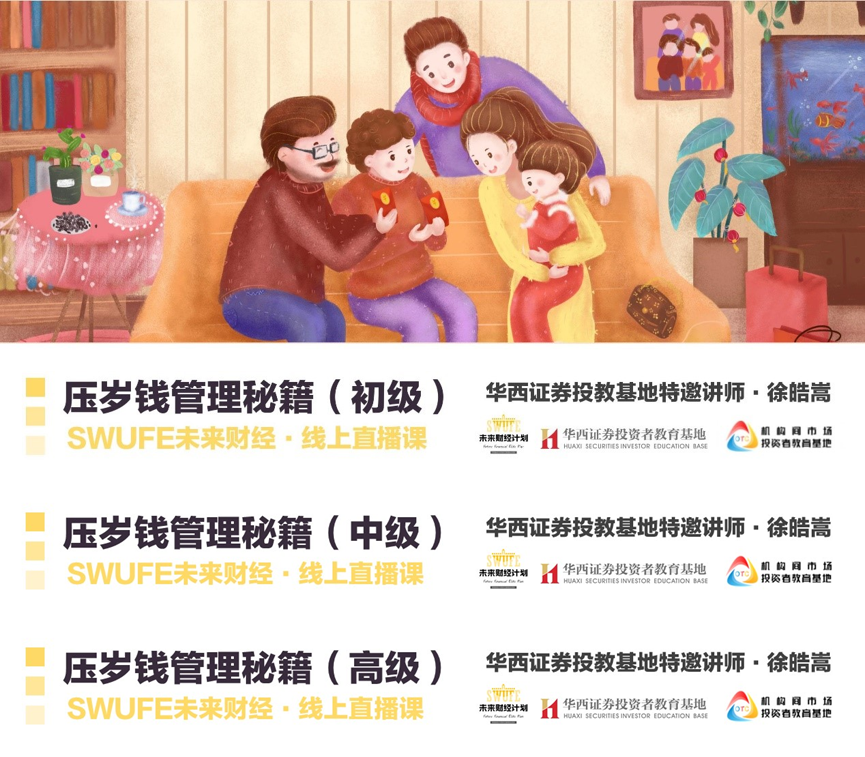 压岁钱管理秘籍（初级）
SWUFE未来财经·线上直播课
华西证券投教基地特邀讲师·徐皓嵩
SWUFE
未来财经计划
华西证券投资者教育基地
HUAXI SECURITIES INVESTOR EDUCATION BASE
OTC
机构间市场
投资者教育基地
压岁钱管理秘籍（中级）
SWUFE未来财经·线上直播课
华西证券投教基地特邀讲师·徐皓嵩
SWUFE
未来财经计划
华西证券投资者教育基地
HUAXI SECURITIES INVESTOR EDUCATION BASE
OTC
机构间市场
投资者教育基地
压岁钱管理秘籍（高级）
SWUFE未来财经·线上直播课
华西证券投教基地特邀讲师·徐皓嵩
SWUFE
未来财经计划
华西证券投资者教育基地
HUAXI SECURITIES INVESTOR EDUCATION BASE
OTC
机构间市场
投资者教育基地